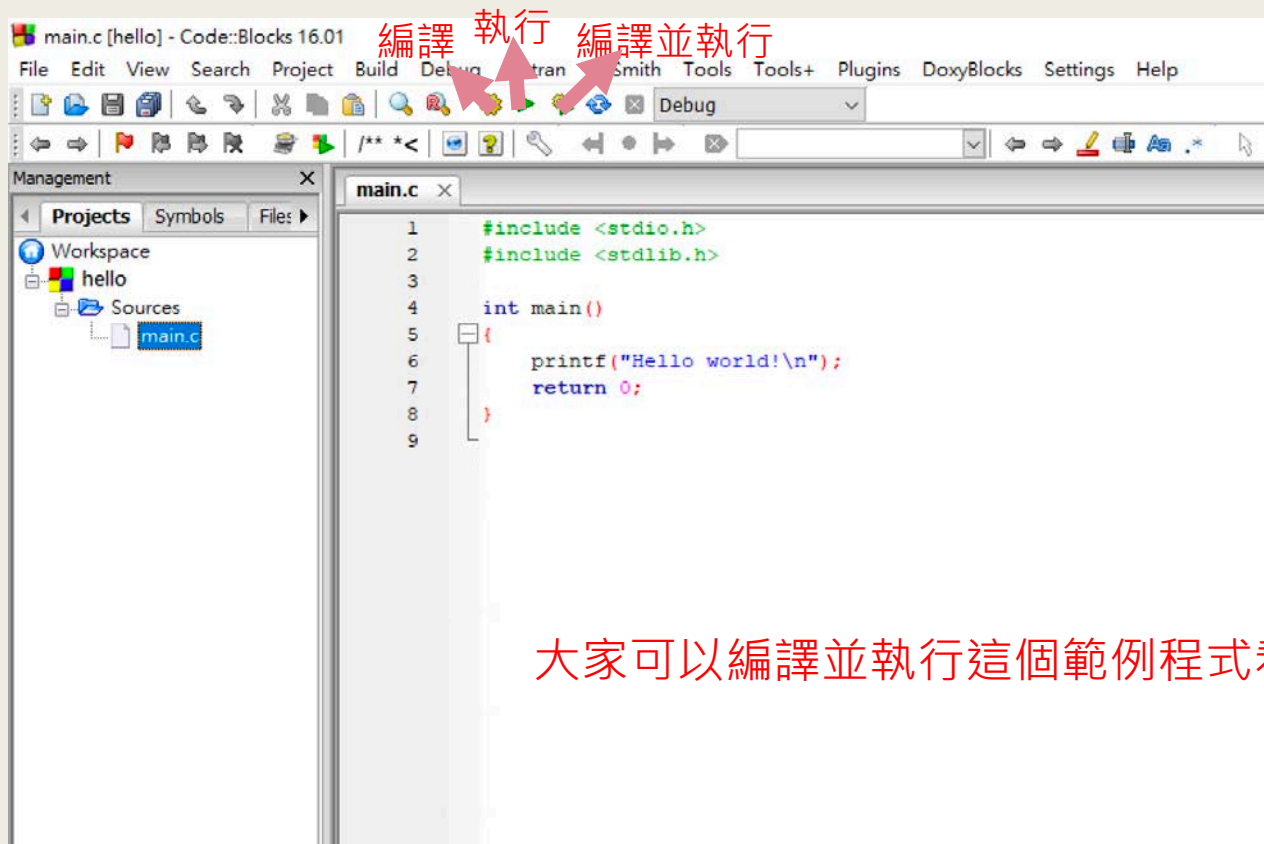 main.c [hello] - Code::Blocks 16.01
編譯 執行 編譯並執行
File Edit View Search Project Build Tools Tools+ Plugins DoxyBlocks Settings Help
Debug
/** *<
Management
main.c
Projects Symbols
Workspace
hello
Sources
main.c
1 #include <stdio.h>
2 #include <stdlib.h>
3
4 int main()
5 {
6 printf("Hello world!\n");
7 return 0;
8 }
9
大家可以編譯並執行這個範例程式